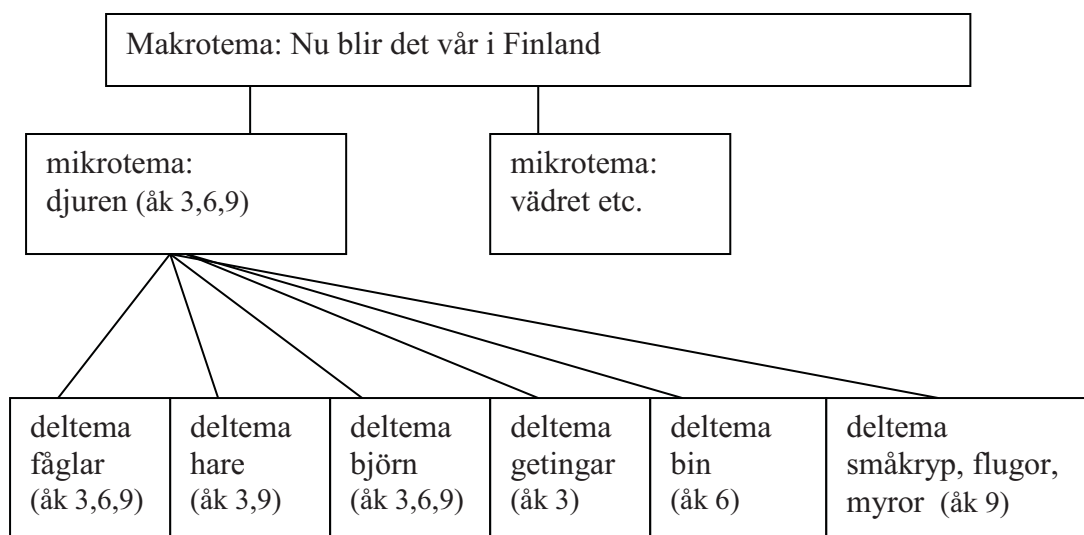 Makrotema: Nu blir det vår i Finland
mikrotema:
djuren (åk 3,6,9)
mikrotema:
vädret etc.
deltema
fåglar
(åk 3,6,9)
deltema
hare
(åk 3,9)
deltema
björn
(åk 3,6,9)
deltema
getingar
(åk 3)
deltema
bin
(åk 6)
deltema
småkryp, flugor,
myror (åk 9)